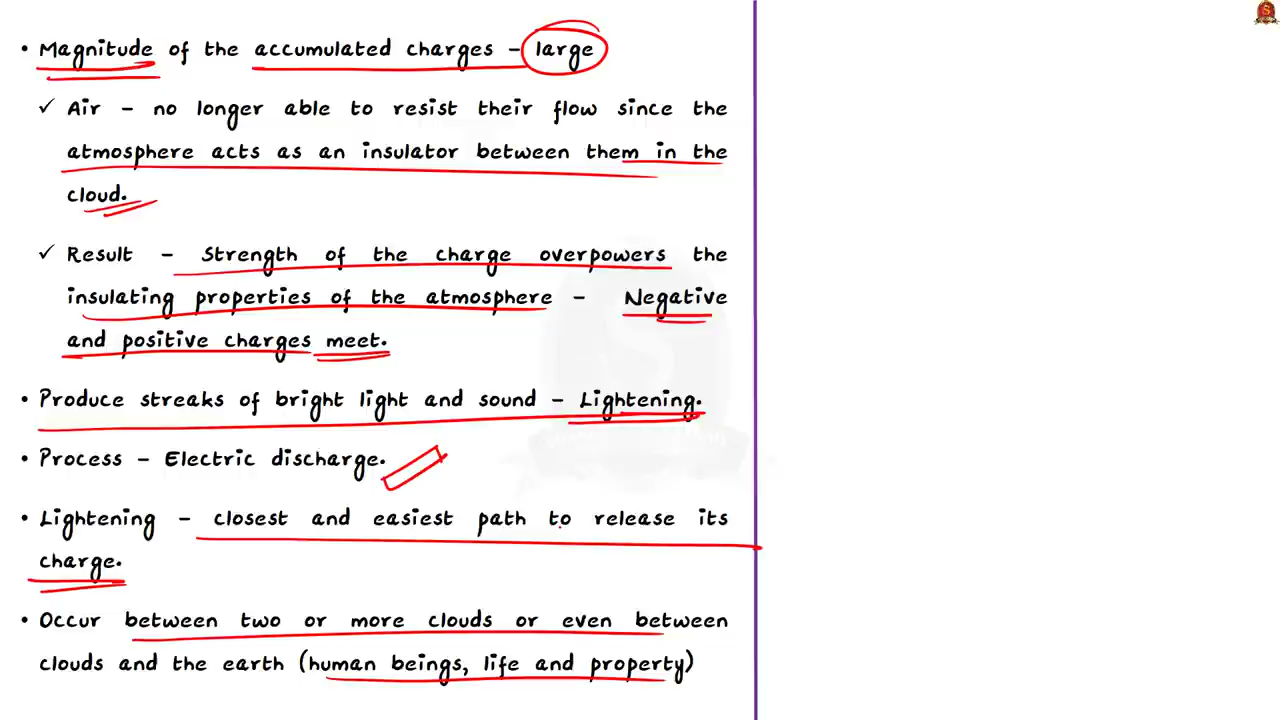 • Magnitude of the accumulated charges – large
✓ Air – no longer able to resist their flow since the
atmosphere acts as an insulator between them in the
cloud.
✓ Result – Strength of the charge overpowers the
insulating properties of the atmosphere – Negative
and positive charges meet.
• Produce streaks of bright light and sound – Lightening.
• Process – Electric discharge.
• Lightening – closest and easiest path to release its
charge.
• Occur between two or more clouds or even between
clouds and the earth (human beings, life and property)